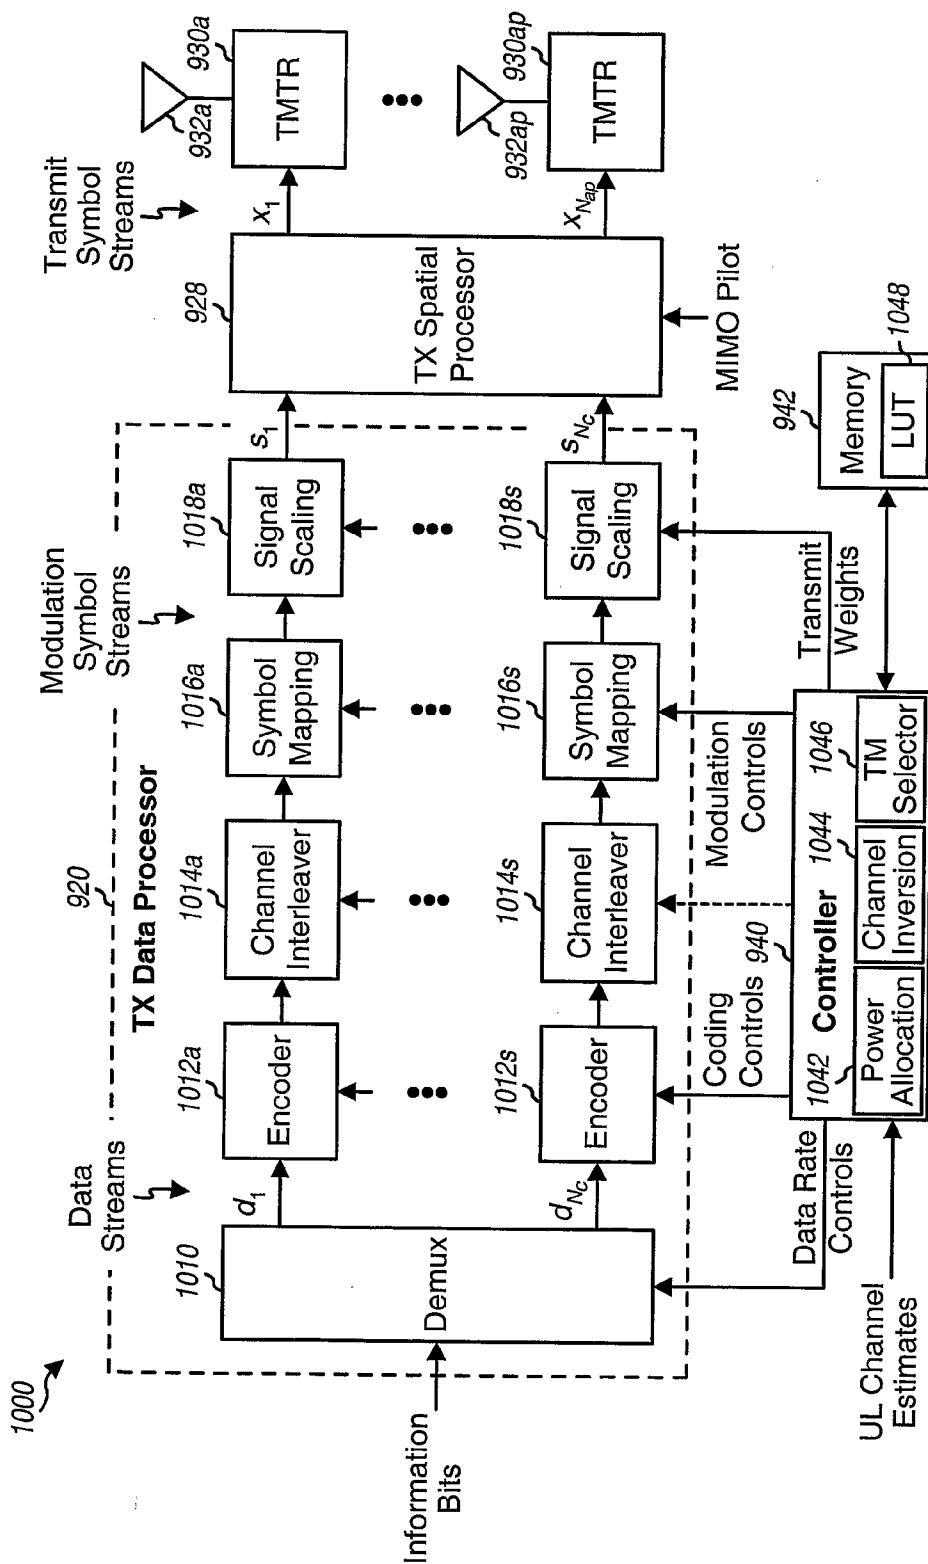 1000
920
TX Data Processor
Data
Streams
Modulation
Symbol
Streams
Transmit
Symbol
Streams
Information
Bits
1010
Demux
d1
1012a
Encoder
1014a
Channel
Interleaver
1016a
Symbol
Mapping
1018a
Signal
Scaling
s1
928
TX Spatial
Processor
x1
932a
930a
TMTR
dNc
1012s
Encoder
1014s
Channel
Interleaver
1016s
Symbol
Mapping
1018s
Signal
Scaling
sNc
xNap
932ap
930ap
TMTR
MIMO Pilot
Data Rate
Controls
Coding
Controls
Modulation
Controls
Transmit
Weights
UL Channel
Estimates
940
Controller
1042
Power
Allocation
1044
Channel
Inversion
1046
TM
Selector
942
Memory
1048
LUT